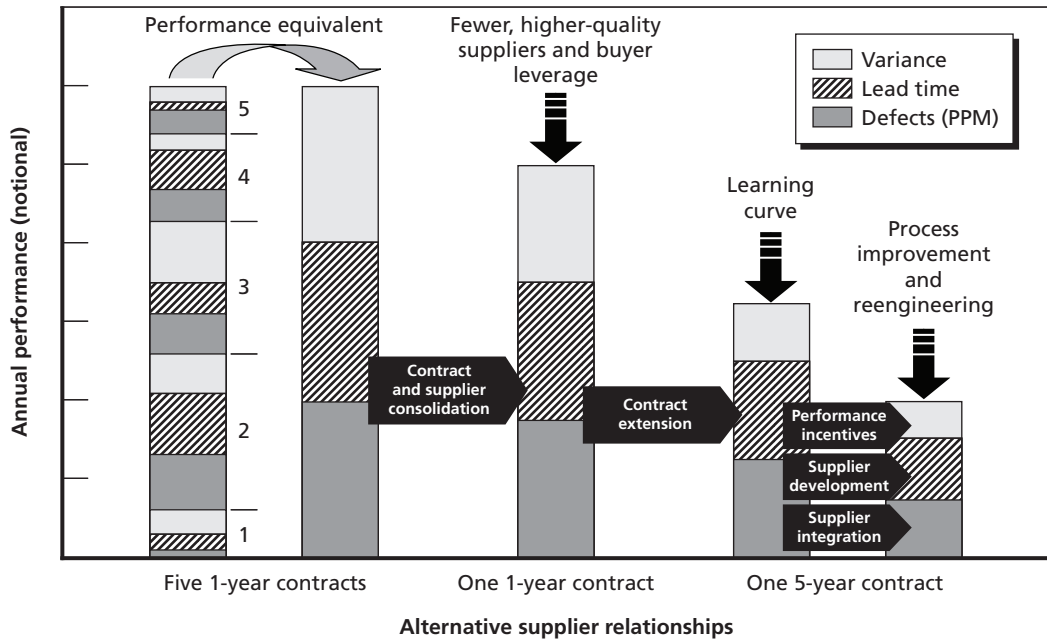 Performance equivalent
Fewer, higher-quality
suppliers and buyer
leverage
Variance
Lead time
Defects (PPM)
Learning
curve
Process
improvement
and
reengineering
Annual performance (notional)
5
4
3
2
1
Contract
and supplier
consolidation
Contract
extension
Performance
incentives
Supplier
development
Supplier
integration
Five 1-year contracts
One 1-year contract
One 5-year contract
Alternative supplier relationships